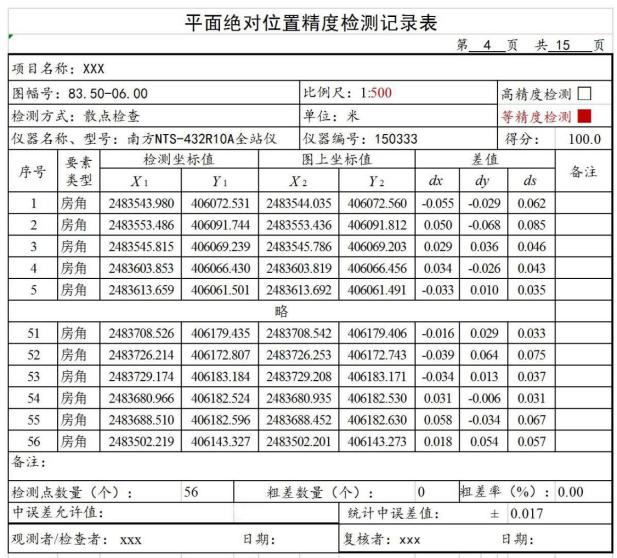 平面绝对位置精度检测记录表
第 4 页 共 15 页
项目名称：XXX
图幅号：83.50-06.00 比例尺：1:500 高精度检测 □
检测方式：散点检查 单位：米 等精度检测 ■
仪器名称、型号：南方NTS-432R10A全站仪 仪器编号：150333 得分： 100.0
序号 要素类型 检测坐标值 图上坐标值 差值 备注
X1 Y1 X2 Y2 dx dy ds
1 房角 2483543.980 406072.531 2483544.035 406072.560 -0.055 -0.029 0.062
2 房角 2483553.486 406091.744 2483553.436 406091.812 0.050 -0.068 0.085
3 房角 2483545.815 406069.239 2483545.786 406069.203 0.029 0.036 0.046
4 房角 2483603.853 406066.430 2483603.819 406066.456 0.034 -0.026 0.043
5 房角 2483613.659 406061.501 2483613.692 406061.491 -0.033 0.010 0.035
略
51 房角 2483708.526 406179.435 2483708.542 406179.406 -0.016 0.029 0.033
52 房角 2483726.214 406172.807 2483726.253 406172.743 -0.039 0.064 0.075
53 房角 2483729.174 406183.184 2483729.208 406183.171 -0.034 0.013 0.037
54 房角 2483680.966 406182.524 2483680.935 406182.530 0.031 -0.006 0.031
55 房角 2483688.510 406182.596 2483688.452 406182.630 0.058 -0.034 0.067
56 房角 2483502.219 406143.327 2483502.201 406143.273 0.018 0.054 0.057
备注：
检测点数量（个）： 56 粗差数量（个）： 0 粗差率（%）：0.00
中误差允许值： 统计中误差值： ± 0.017
观测者/检查者：xxx 日期： 复核者：xxx 日期：